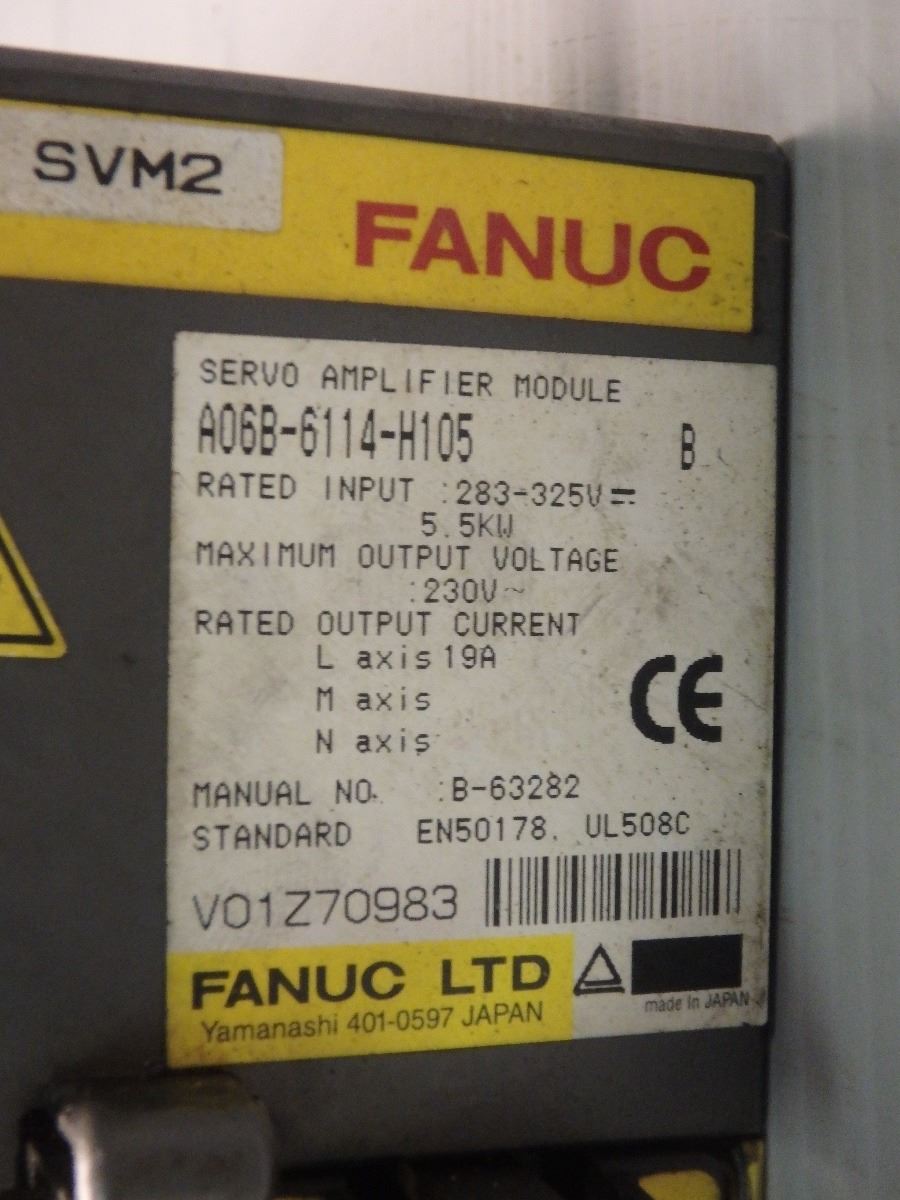 SVM2
FANUC
SERVO AMPLIFIER MODULE
A06B-6114-H105 B
RATED INPUT :283-325V⎓
5.5KW
MAXIMUM OUTPUT VOLTAGE
:230V~
RATED OUTPUT CURRENT
L axis 19A
M axis
N axis
MANUAL NO. :B-63282
STANDARD EN50178, UL508C
CE
V01Z70983
FANUC LTD
Yamanashi 401-0597 JAPAN
made in JAPAN